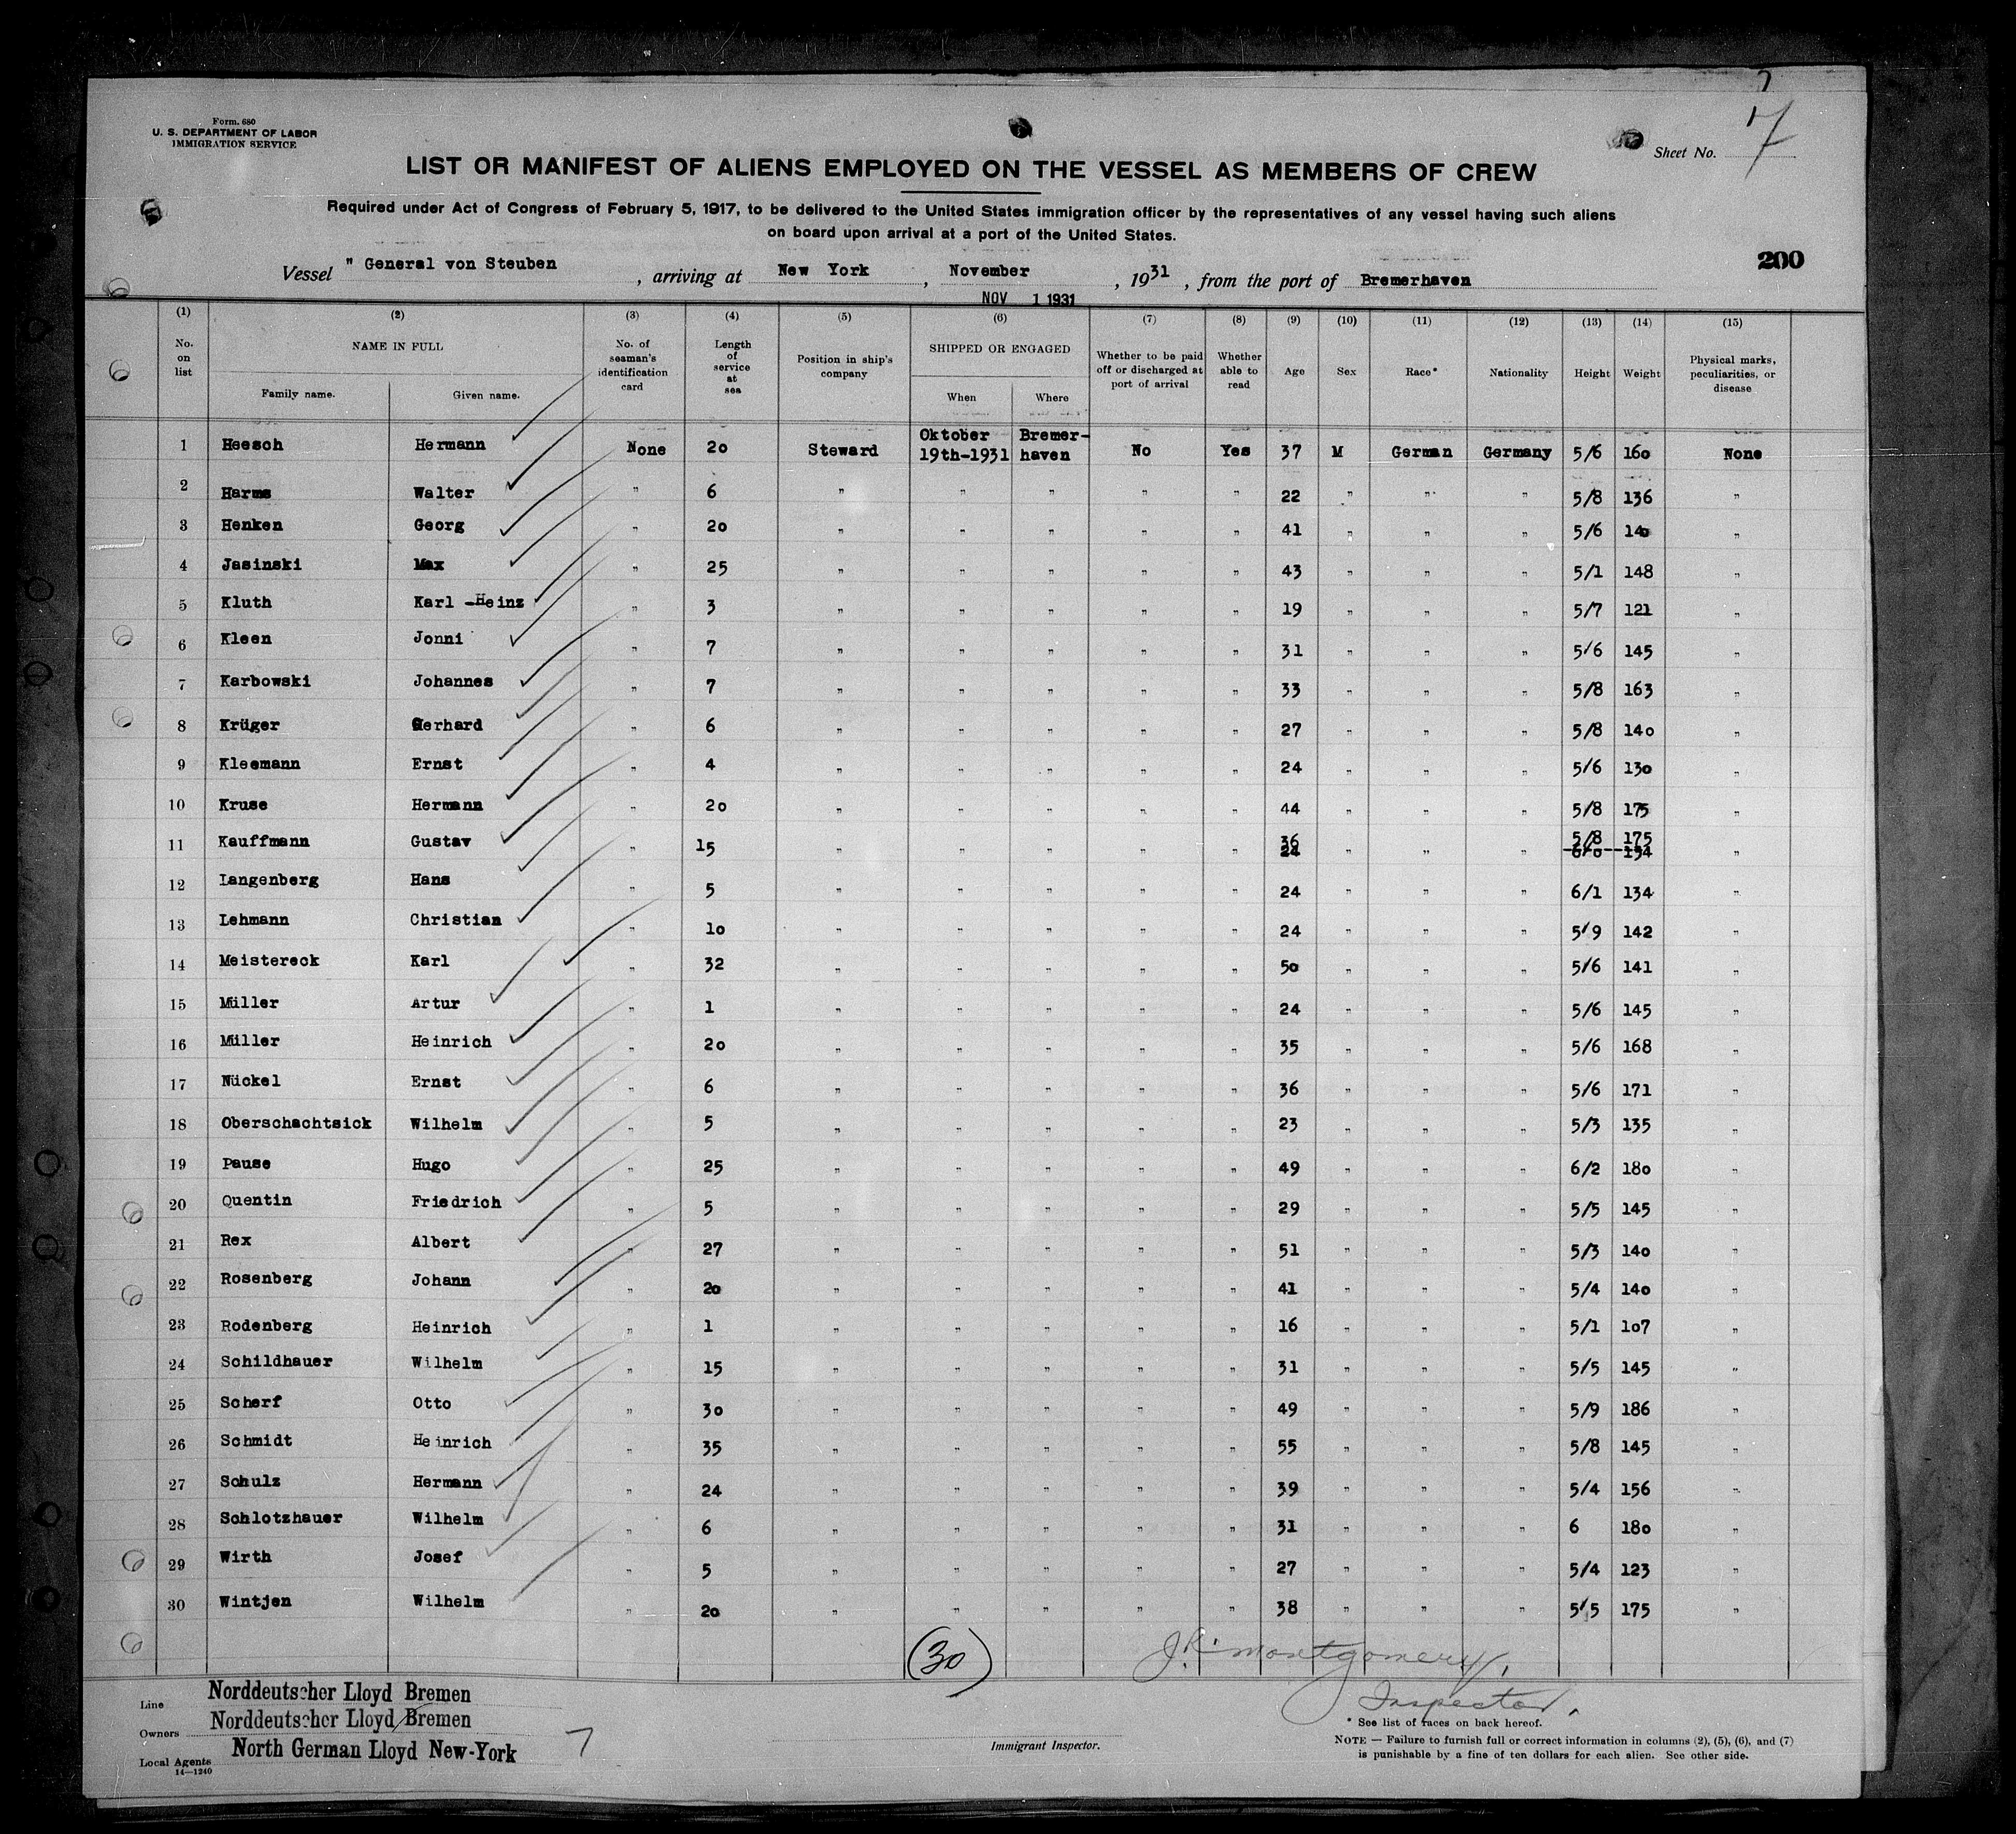 7
Form. 680
U. S. DEPARTMENT OF LABOR
IMMIGRATION SERVICE
Sheet No. 7
LIST OR MANIFEST OF ALIENS EMPLOYED ON THE VESSEL AS MEMBERS OF CREW
Required under Act of Congress of February 5, 1917, to be delivered to the United States immigration officer by the representatives of any vessel having such aliens
on board upon arrival at a port of the United States.
200
Vessel " General von Steuben , arriving at New York , November , 1931 , from the port of Bremerhaven
NOV 1 1931
(1) (2) (3) (4) (5) (6) (7) (8) (9) (10) (11) (12) (13) (14) (15)
No. on list NAME IN FULL Family name. Given name. No. of seaman's identification card Length of service at sea Position in ship's company SHIPPED OR ENGAGED When Where Whether to be paid off or discharged at port of arrival Whether able to read Age Sex Race* Nationality Height Weight Physical marks, peculiarities, or disease
1 Heesch Hermann None 20 Steward Oktober 19th-1931 Bremer-haven No Yes 37 M German Germany 5/6 160 None
2 Harms Walter " 6 " " " " " 22 " " " 5/8 136 "
3 Henken Georg " 20 " " " " " 41 " " " 5/6 140 "
4 Jasinski Max " 25 " " " " " 43 " " " 5/1 148 "
5 Kluth Karl -Heinz " 3 " " " " " 19 " " " 5/7 121 "
6 Kleen Jonni " 7 " " " " " 31 " " " 5/6 145 "
7 Karbowski Johannes " 7 " " " " " 33 " " " 5/8 163 "
8 Krüger Gerhard " 6 " " " " " 27 " " " 5/8 140 "
9 Kleemann Ernst " 4 " " " " " 24 " " " 5/6 130 "
10 Kruse Hermann " 20 " " " " " 44 " " " 5/8 175 "
11 Kauffmann Gustav " 15 " " " " " 36 24 " " " 5/8 175 134 "
12 Langenberg Hans " 5 " " " " " 24 " " " 6/1 134 "
13 Lehmann Christian " 10 " " " " " 24 " " " 5/9 142 "
14 Meistereck Karl " 32 " " " " " 50 " " " 5/6 141 "
15 Müller Artur " 1 " " " " " 24 " " " 5/6 145 "
16 Müller Heinrich " 20 " " " " " 35 " " " 5/6 168 "
17 Nückel Ernst " 6 " " " " " 36 " " " 5/6 171 "
18 Oberschachtsick Wilhelm " 5 " " " " " 23 " " " 5/3 135 "
19 Pause Hugo " 25 " " " " " 49 " " " 6/2 180 "
20 Quentin Friedrich " 5 " " " " " 29 " " " 5/5 145 "
21 Rex Albert " 27 " " " " " 51 " " " 5/3 140 "
22 Rosenberg Johann " 20 " " " " " 41 " " " 5/4 140 "
23 Rodenberg Heinrich " 1 " " " " " 16 " " " 5/1 107 "
24 Schildhauer Wilhelm " 15 " " " " " 31 " " " 5/5 145 "
25 Scherf Otto " 30 " " " " " 49 " " " 5/9 186 "
26 Schmidt Heinrich " 35 " " " " " 55 " " " 5/8 145 "
27 Schulz Hermann " 24 " " " " " 39 " " " 5/4 156 "
28 Schlotzhauer Wilhelm " 6 " " " " " 31 " " " 6 180 "
29 Wirth Josef " 5 " " " " " 27 " " " 5/4 123 "
30 Wintjen Wilhelm " 20 " " " " " 38 " " " 5/5 175 "
(30) J.R. Montgomery,
Inspector.
Line Norddeutscher Lloyd Bremen
Owners Norddeutscher Lloyd Bremen
Local Agents North German Lloyd New-York 7
14—1240
Immigrant Inspector.
* See list of races on back hereof.
NOTE — Failure to furnish full or correct information in columns (2), (5), (6), and (7)
is punishable by a fine of ten dollars for each alien. See other side.